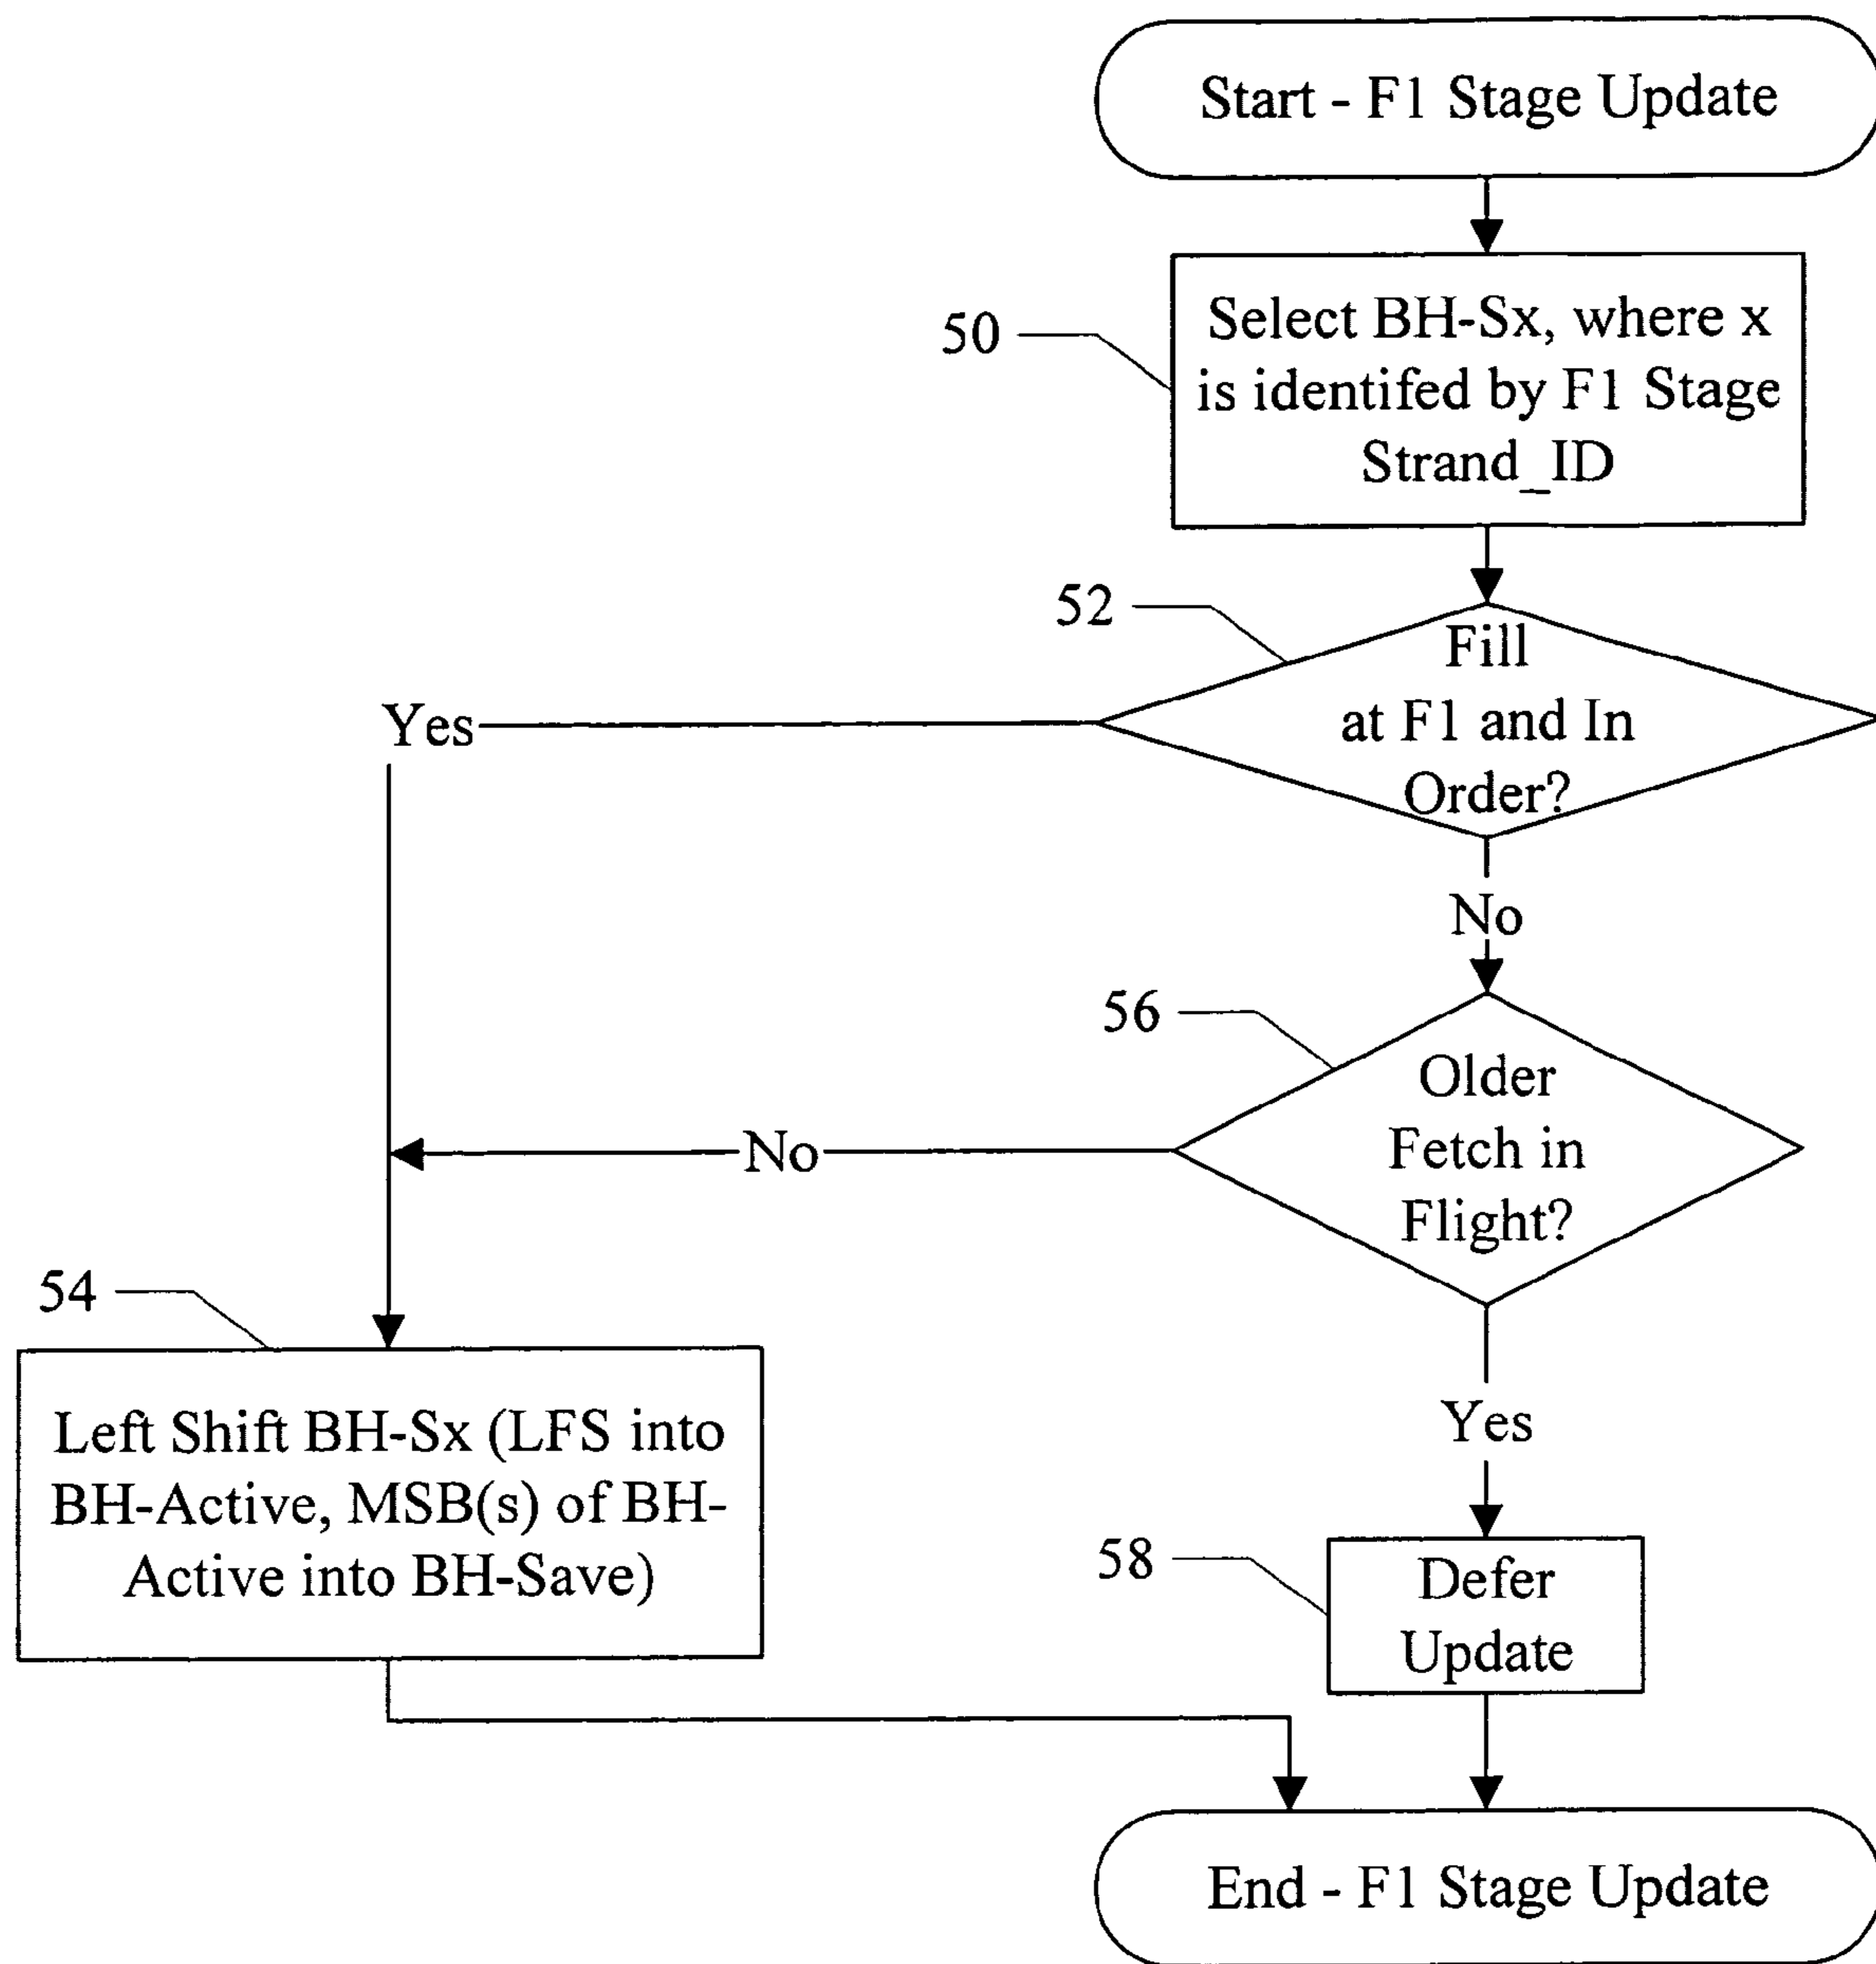 Start - F1 Stage Update
50
Select BH-Sx, where x
is identifed by F1 Stage
Strand_ID
52
Fill
at F1 and In
Order?
Yes
No
56
Older
Fetch in
Flight?
No
54
Left Shift BH-Sx (LFS into
BH-Active, MSB(s) of BH-
Active into BH-Save)
Yes
58
Defer
Update
End - F1 Stage Update